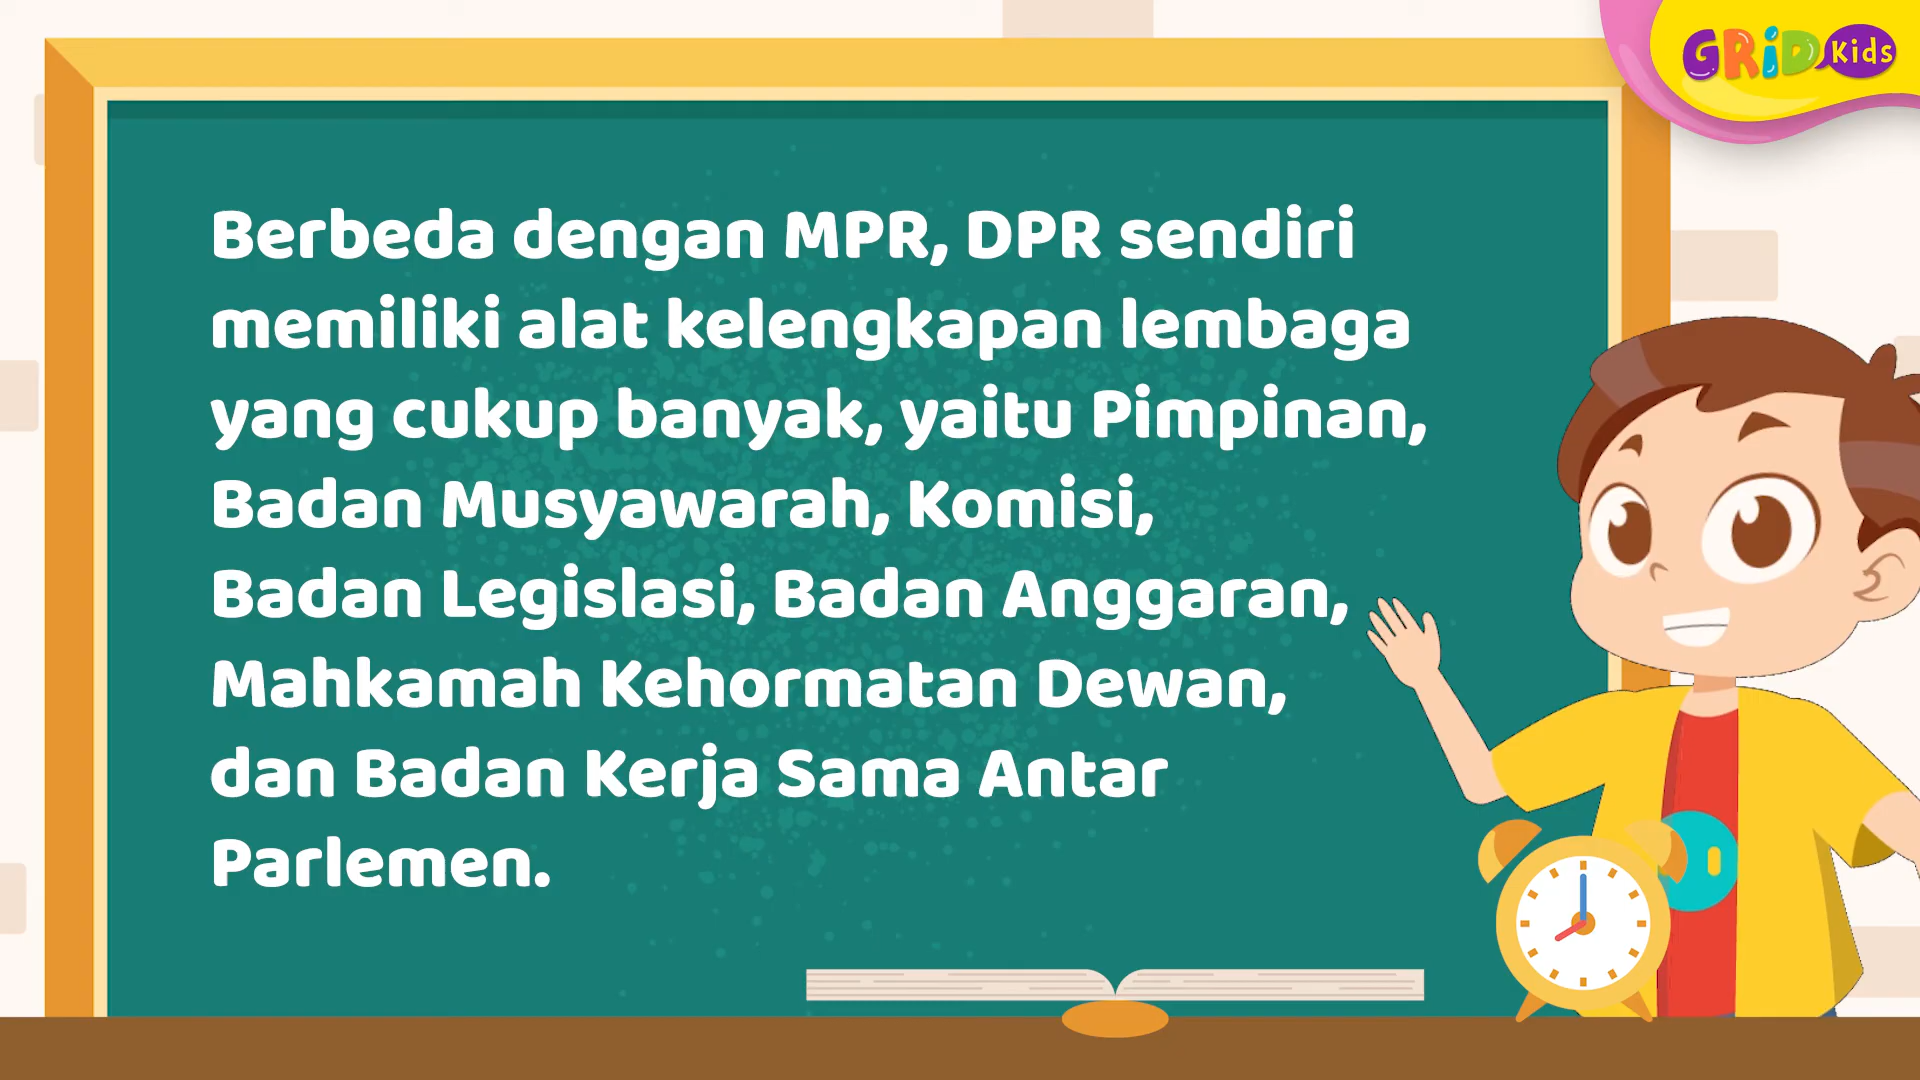 GRID Kids
Berbeda dengan MPR, DPR sendiri
memiliki alat kelengkapan lembaga
yang cukup banyak, yaitu Pimpinan,
Badan Musyawarah, Komisi,
Badan Legislasi, Badan Anggaran,
Mahkamah Kehormatan Dewan,
dan Badan Kerja Sama Antar
Parlemen.